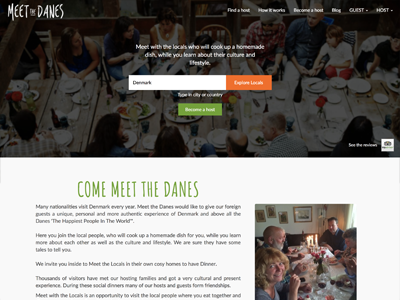 MEET THE DANES
Find a host
How it works
Become a host
Blog
GUEST
HOST
Meet with the locals who will cook up a homemade
dish, while you learn about their culture and
lifestyle.
Denmark
Explore Locals
Type in city or country
Become a host
See the reviews
COME MEET THE DANES
Many nationalities visit Denmark every year. Meet the Danes would like to give our foreign
guests a unique, personal and more authentic experience of Denmark and above all the
Danes 'The Happiest People In The World'".
Here you join the local people, who will cook up a homemade dish for you, while you learn
more about each other as well as the culture and lifestyle. We are sure they have some
tales to tell you.
We invite you inside to Meet the Locals in their own cosy homes to have Dinner.
Thousands of visitors have met our hosting families and got a very cultural and present
experience. During these social dinners many of our hosts and guests form friendships.
Meet with the Locals is an opportunity to visit the local people where you eat together and